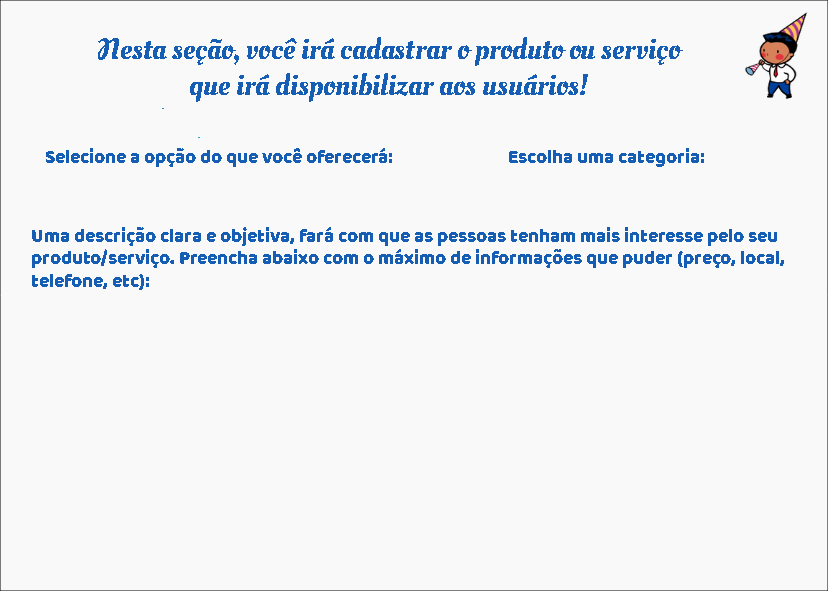 Nesta seção, você irá cadastrar o produto ou serviço
que irá disponibilizar aos usuários!
Selecione a opção do que você oferecerá:
Escolha uma categoria:
Uma descrição clara e objetiva, fará com que as pessoas tenham mais interesse pelo seu
produto/serviço. Preencha abaixo com o máximo de informações que puder (preço, local,
telefone, etc):